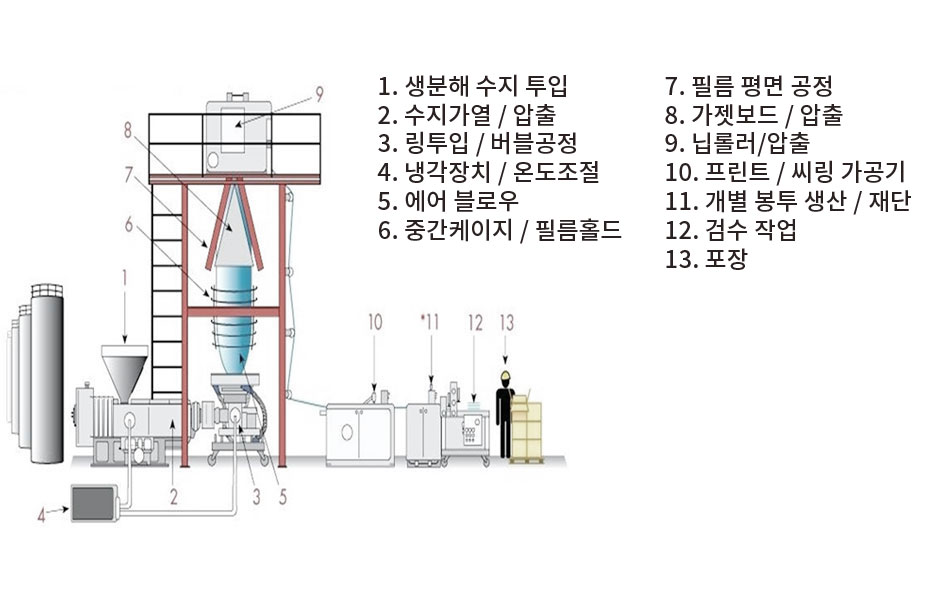 1. 생분해 수지 투입
2. 수지가열 / 압출
3. 링투입 / 버블공정
4. 냉각장치 / 온도조절
5. 에어 블로우
6. 중간케이지 / 필름홀드
7. 필름 평면 공정
8. 가젯보드 / 압출
9. 닙롤러/압출
10. 프린트 / 씨링 가공기
11. 개별 봉투 생산 / 재단
12. 검수 작업
13. 포장
9
8
7
6
1
10
*11
12
13
2
3
5
4